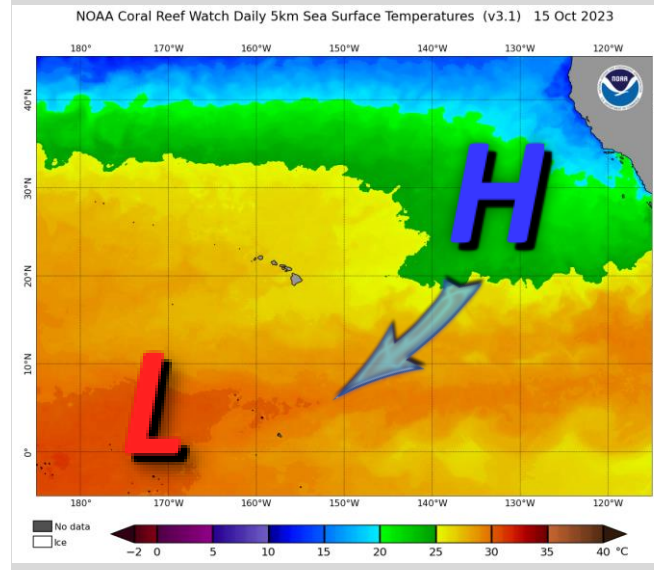 NOAA Coral Reef Watch Daily 5km Sea Surface Temperatures (v3.1) 15 Oct 2023
180° 170°W 160°W 150°W 140°W 130°W 120°W
40°N
NOAA
H
30°N
20°N
10°N
L
0°
180° 170°W 160°W 150°W 140°W 130°W 120°W
No data
Ice
−2 0 5 10 15 20 25 30 35 40 °C